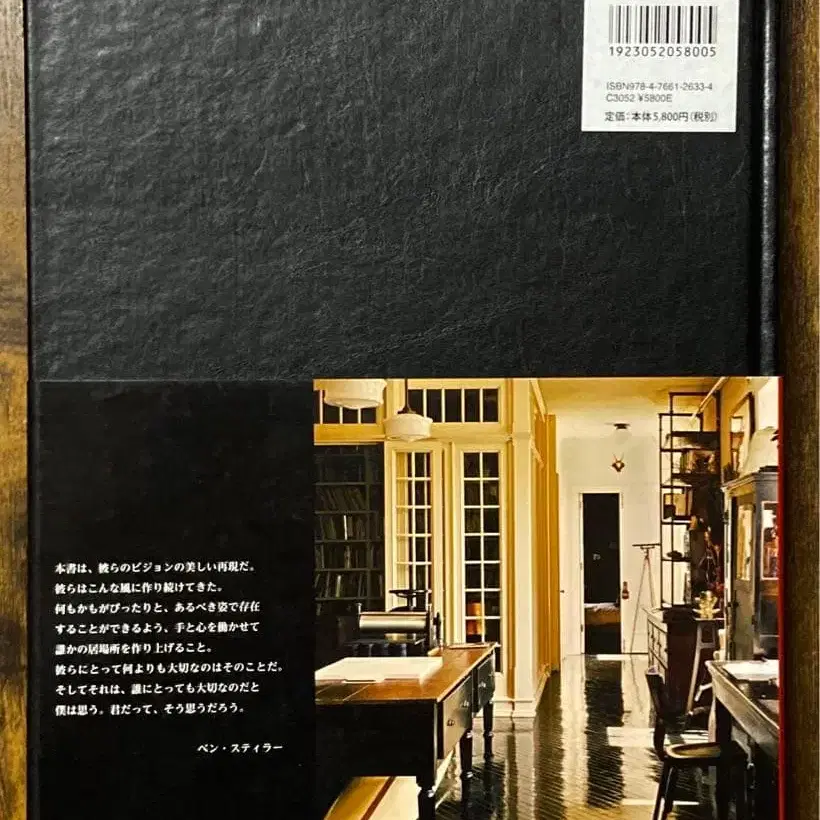 1923052058005
ISBN978-4-7661-2633-4
C3052 ¥5800E
定価：本体5,800円（税別）
本書は、彼らのビジョンの美しい再現だ。
彼らはこんな風に作り続けてきた。
何もかもがぴったりと、あるべき姿で存在
することができるよう、手と心を働かせて
誰かの居場所を作り上げること。
彼らにとって何よりも大切なのはそのことだ。
そしてそれは、誰にとっても大切なのだと
僕は思う。君だって、そう思うだろう。
ベン・スティラー